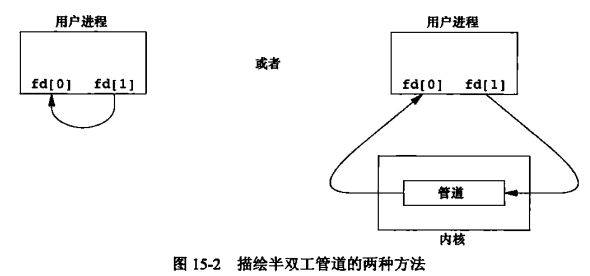 用户进程
用户进程
或者
fd[0] fd[1]
fd[0] fd[1]
管道
内核
图 15-2 描绘半双工管道的两种方法